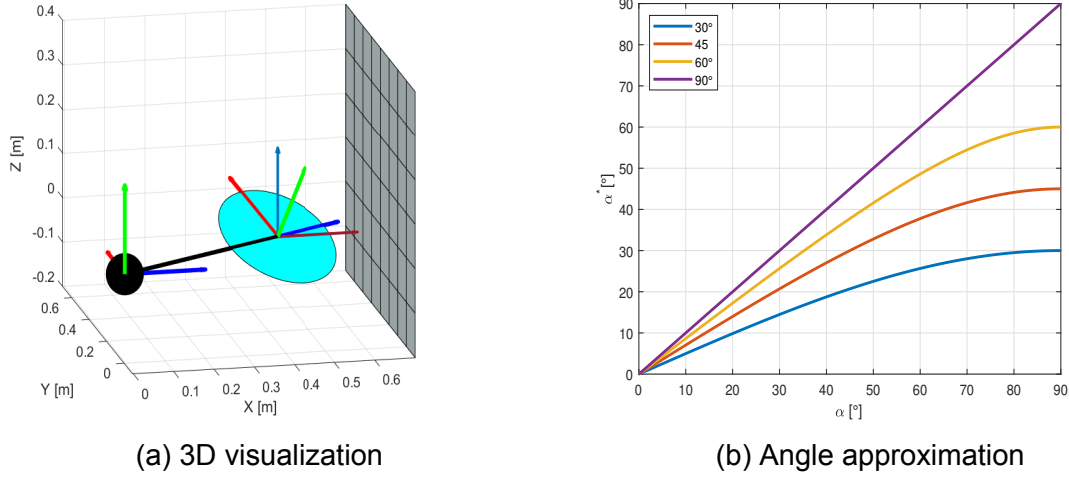 0.4
0.3
0.2
0.1
0
-0.1
-0.2
Z [m]
0.6
0.4
0.2
0
Y [m]
0 0.1 0.2 0.3 0.4 0.5 0.6
X [m]
(a) 3D visualization
90
80
70
60
50
40
30
20
10
0
α* [°]
30°
45
60°
90°
0 10 20 30 40 50 60 70 80 90
α [°]
(b) Angle approximation